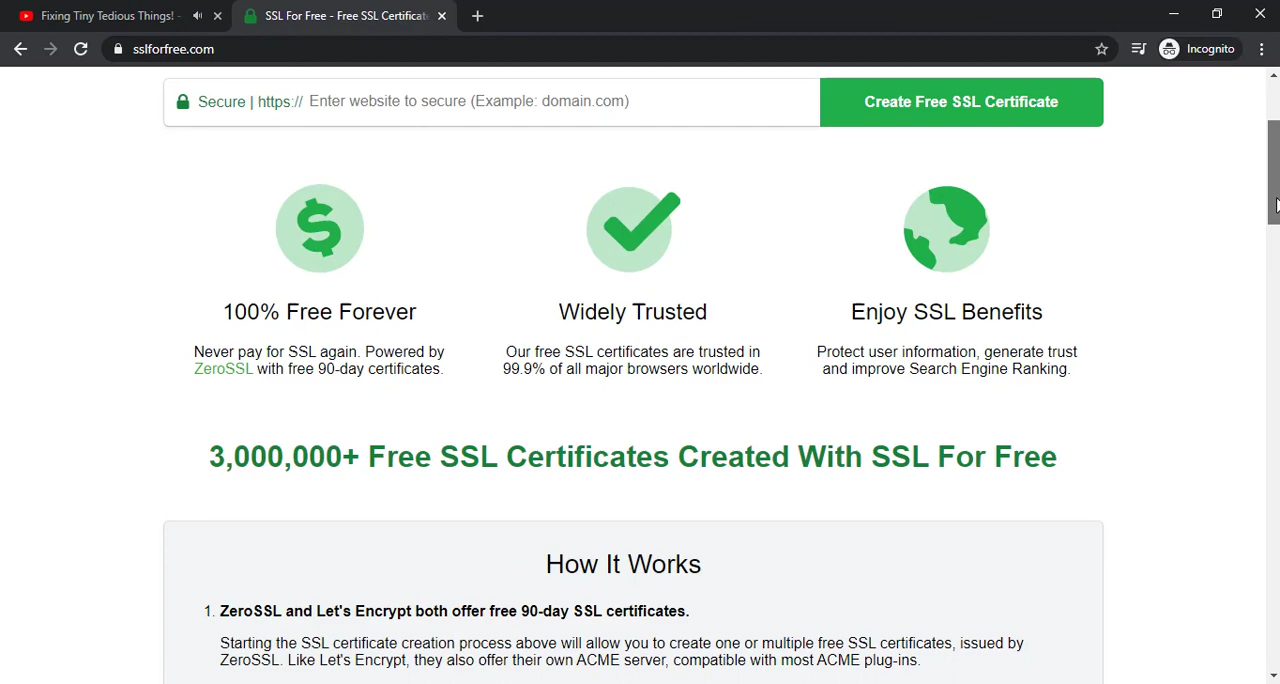 Fixing Tiny Tedious Things! -
SSL For Free - Free SSL Certificate
sslforfree.com
Incognito
Secure | https://
Enter website to secure (Example: domain.com)
Create Free SSL Certificate
100% Free Forever
Never pay for SSL again. Powered by
ZeroSSL with free 90-day certificates.
Widely Trusted
Our free SSL certificates are trusted in
99.9% of all major browsers worldwide.
Enjoy SSL Benefits
Protect user information, generate trust
and improve Search Engine Ranking.
3,000,000+ Free SSL Certificates Created With SSL For Free
How It Works
1. ZeroSSL and Let's Encrypt both offer free 90-day SSL certificates.
Starting the SSL certificate creation process above will allow you to create one or multiple free SSL certificates, issued by
ZeroSSL. Like Let's Encrypt, they also offer their own ACME server, compatible with most ACME plug-ins.